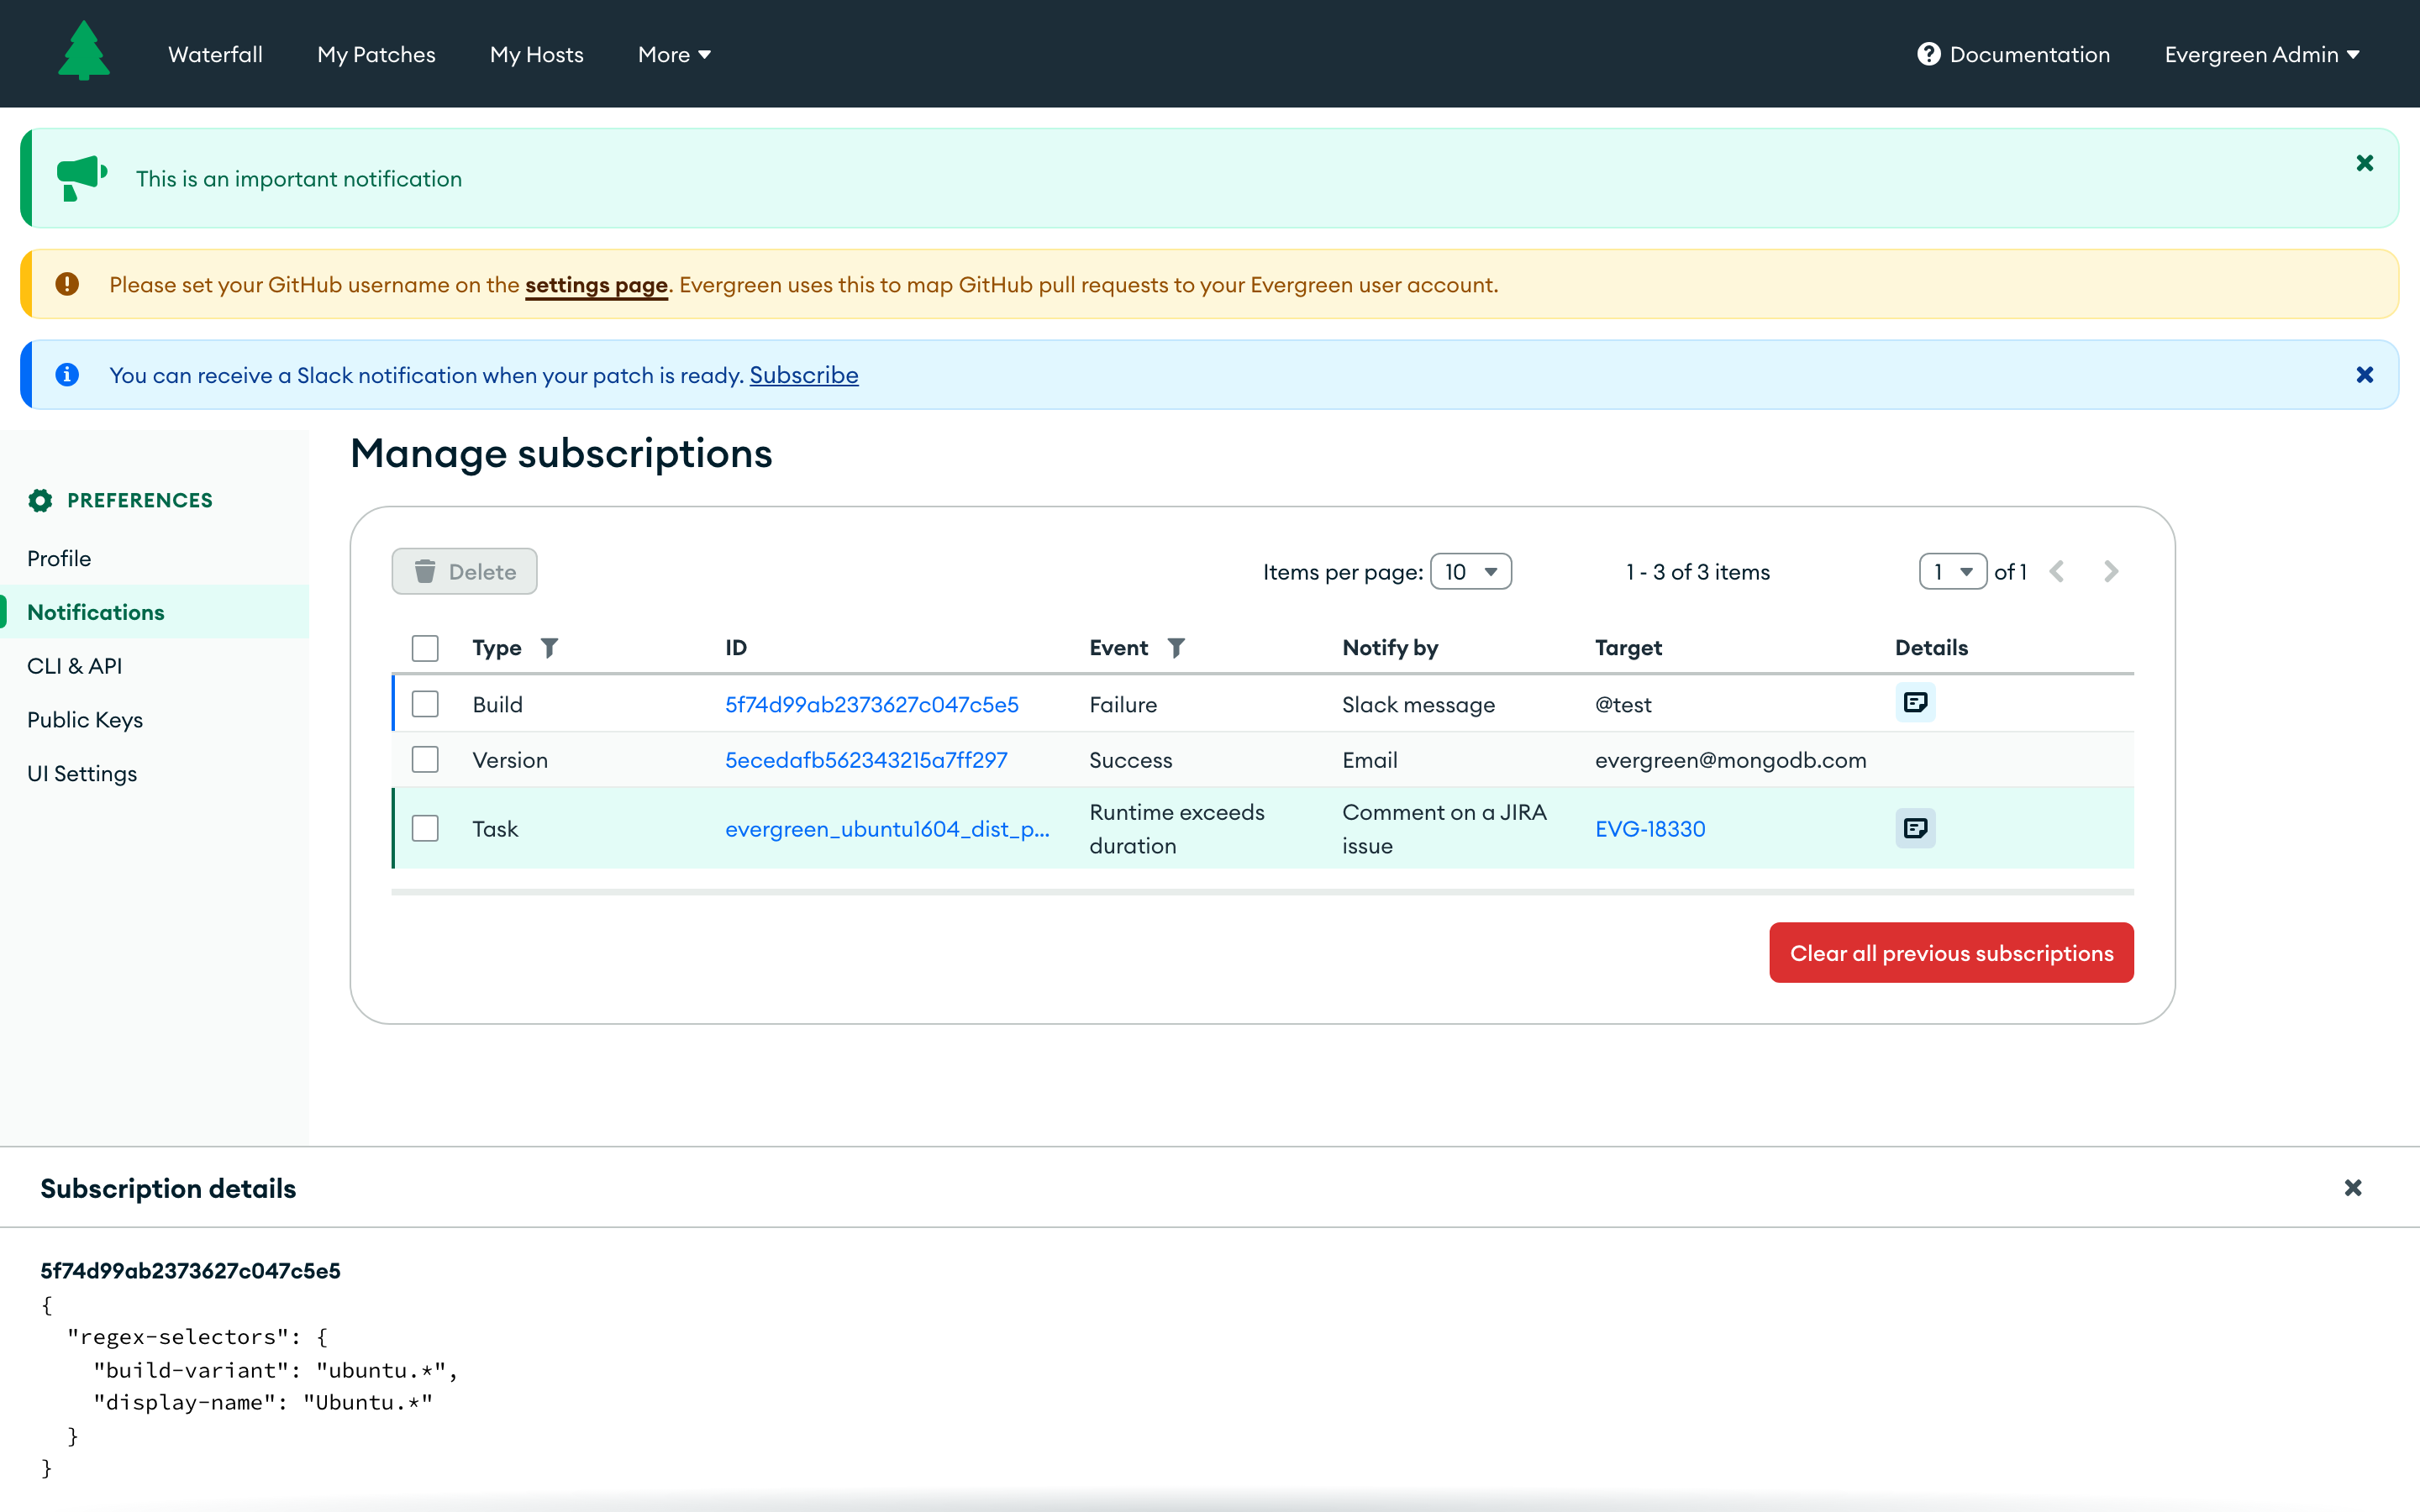 Waterfall My Patches My Hosts More Documentation Evergreen Admin
This is an important notification
Please set your GitHub username on the settings page. Evergreen uses this to map GitHub pull requests to your Evergreen user account.
You can receive a Slack notification when your patch is ready. Subscribe
PREFERENCES
Profile
Notifications
CLI & API
Public Keys
UI Settings
Manage subscriptions
Delete Items per page: 10 1 - 3 of 3 items 1 of 1
Type ID Event Notify by Target Details
Build 5f74d99ab2373627c047c5e5 Failure Slack message @test
Version 5ecedafb562343215a7ff297 Success Email evergreen@mongodb.com
Task evergreen_ubuntu1604_dist_p... Runtime exceeds duration Comment on a JIRA issue EVG-18330
Clear all previous subscriptions
Subscription details
5f74d99ab2373627c047c5e5
{
  "regex-selectors": {
    "build-variant": "ubuntu.*",
    "display-name": "Ubuntu.*"
  }
}